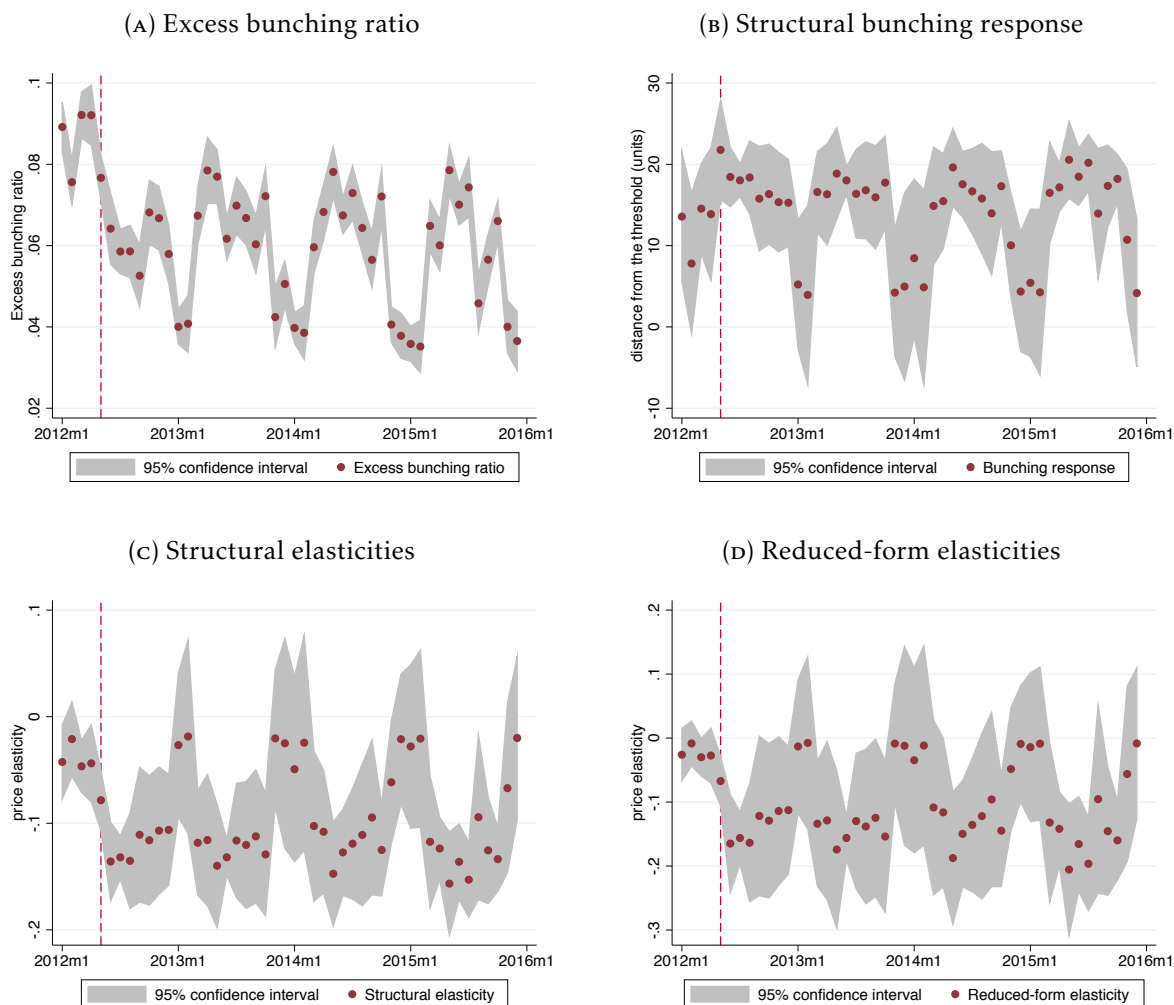 (A) Excess bunching ratio
Excess bunching ratio
.02 .04 .06 .08 .1
2012m1 2013m1 2014m1 2015m1 2016m1
95% confidence interval Excess bunching ratio
(B) Structural bunching response
distance from the threshold (units)
-10 0 10 20 30
2012m1 2013m1 2014m1 2015m1 2016m1
95% confidence interval Bunching response
(C) Structural elasticities
price elasticity
-.2 -.1 0 .1
2012m1 2013m1 2014m1 2015m1 2016m1
95% confidence interval Structural elasticity
(D) Reduced-form elasticities
price elasticity
-.3 -.2 -.1 0 .1 .2
2012m1 2013m1 2014m1 2015m1 2016m1
95% confidence interval Reduced-form elasticity